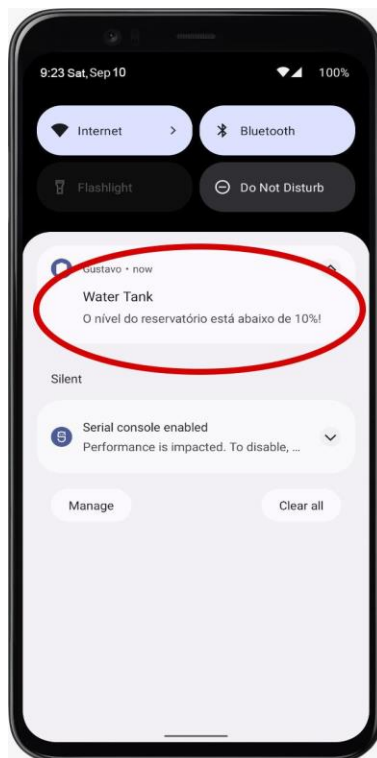 9:23 Sat, Sep 10 100%
Internet Bluetooth
Flashlight Do Not Disturb
Gustavo • now
Water Tank
O nível do reservatório está abaixo de 10%!
Silent
Serial console enabled
Performance is impacted. To disable, ...
Manage Clear all